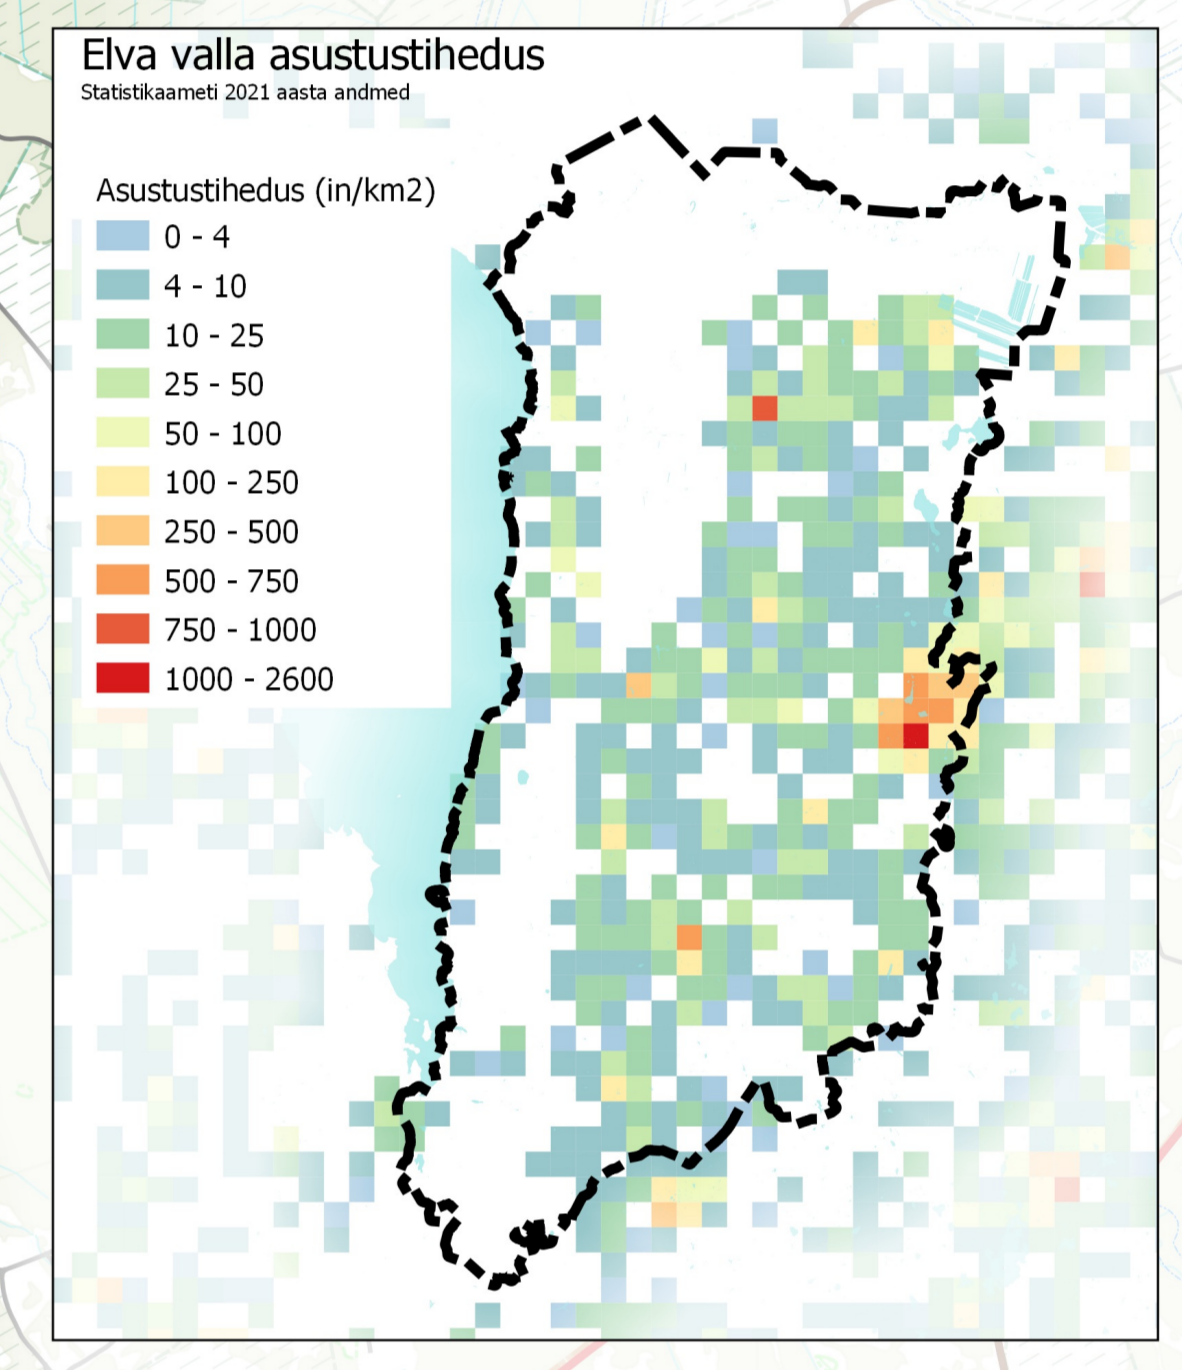 Elva valla asustustihedus
Statistikaameti 2021 aasta andmed
Asustustihedus (in/km2)
0 - 4
4 - 10
10 - 25
25 - 50
50 - 100
100 - 250
250 - 500
500 - 750
750 - 1000
1000 - 2600